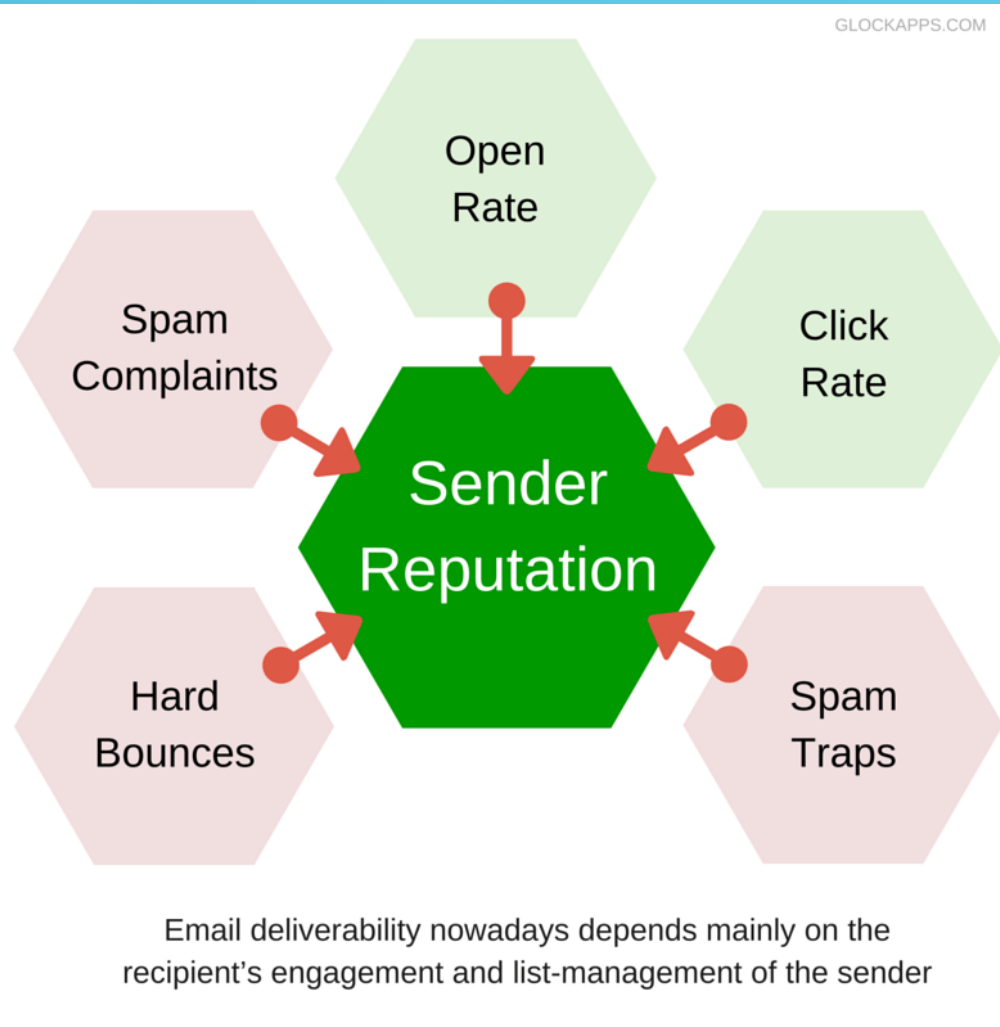 GLOCKAPPS.COM
Open
Rate
Spam
Complaints
Click
Rate
Sender
Reputation
Hard
Bounces
Spam
Traps
Email deliverability nowadays depends mainly on the
recipient’s engagement and list-management of the sender